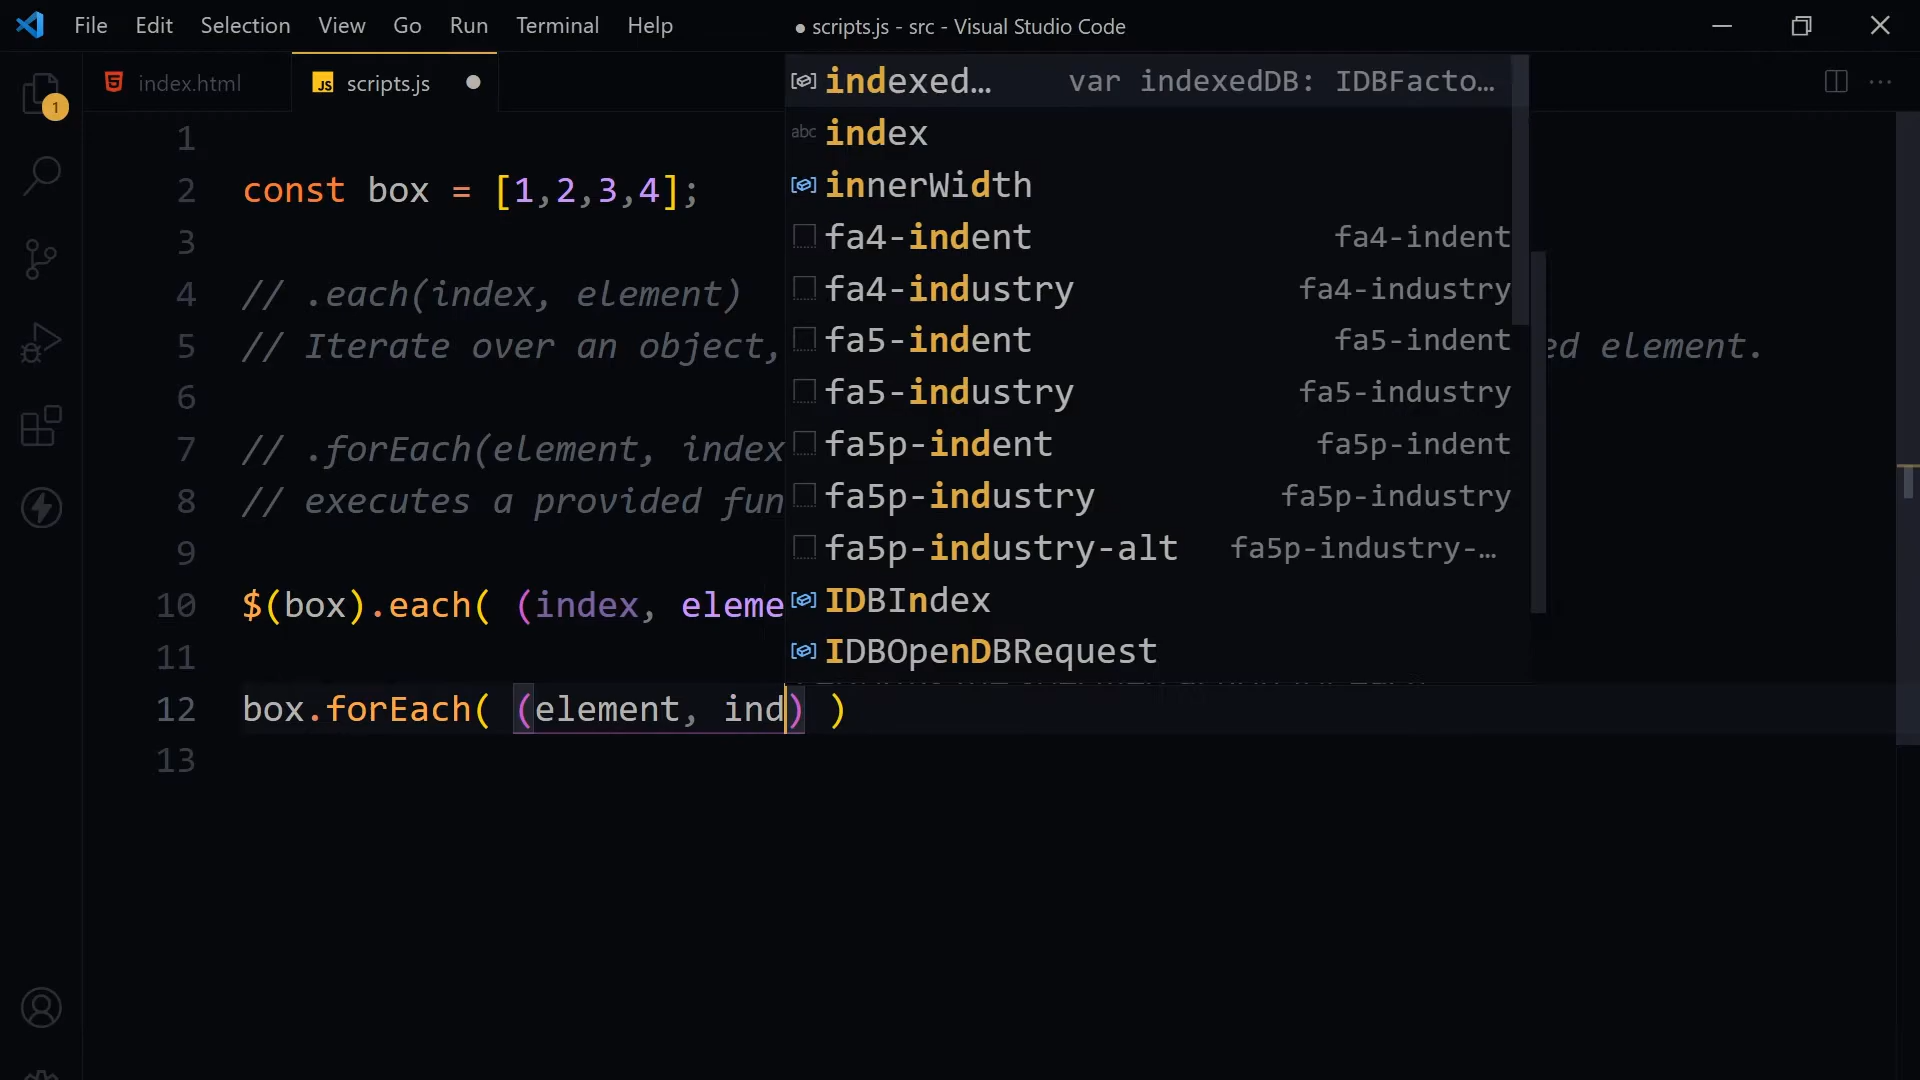 File Edit Selection View Go Run Terminal Help
● scripts.js - src - Visual Studio Code
index.html
JS scripts.js ●
1
1
2 const box = [1,2,3,4];
3
4 // .each(index, element)
5 // Iterate over an object, ed element.
6
7 // .forEach(element, index
8 // executes a provided fun
9
10 $(box).each( (index, eleme
11
12 box.forEach( (element, ind) )
13
indexed… var indexedDB: IDBFacto…
abc index
innerWidth
fa4-indent fa4-indent
fa4-industry fa4-industry
fa5-indent fa5-indent
fa5-industry fa5-industry
fa5p-indent fa5p-indent
fa5p-industry fa5p-industry
fa5p-industry-alt fa5p-industry-…
IDBIndex
IDBOpenDBRequest